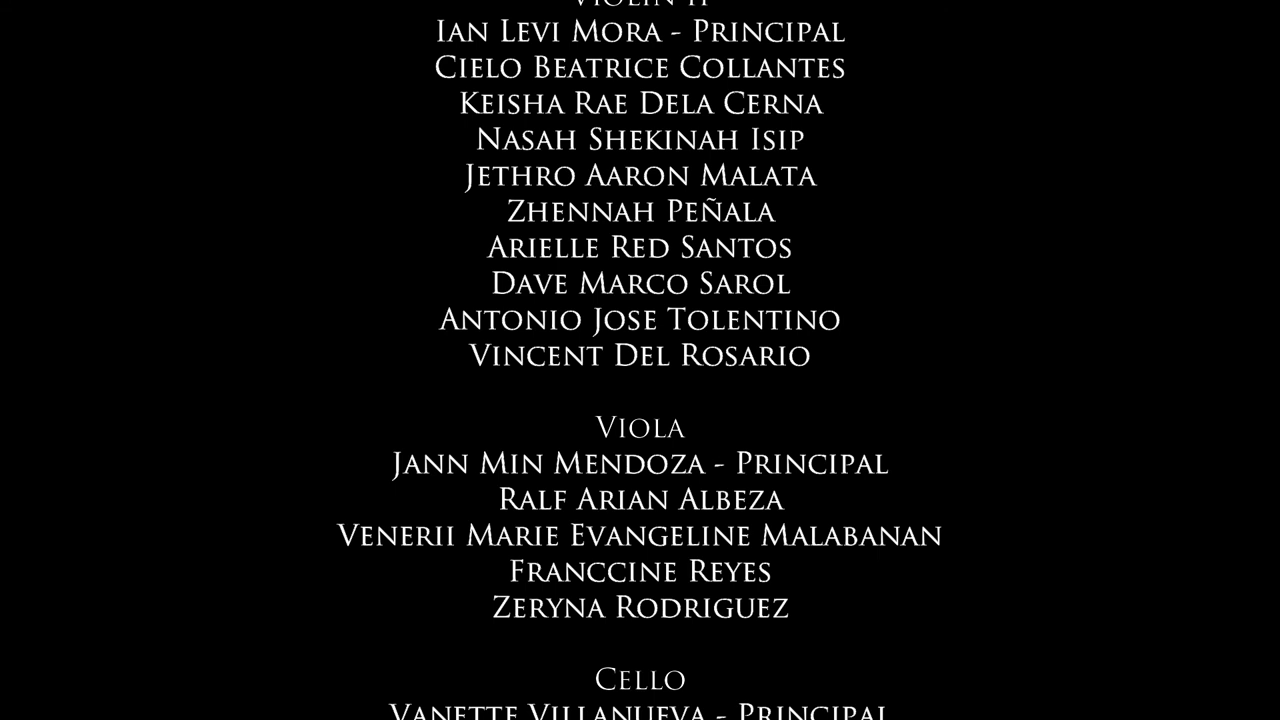 Violin II
Ian Levi Mora - Principal
Cielo Beatrice Collantes
Keisha Rae Dela Cerna
Nasah Shekinah Isip
Jethro Aaron Malata
Zhennah Peñala
Arielle Red Santos
Dave Marco Sarol
Antonio Jose Tolentino
Vincent Del Rosario
Viola
Jann Min Mendoza - Principal
Ralf Arian Albeza
Venerii Marie Evangeline Malabanan
Franccine Reyes
Zeryna Rodriguez
Cello
Vanette Villanueva - Principal